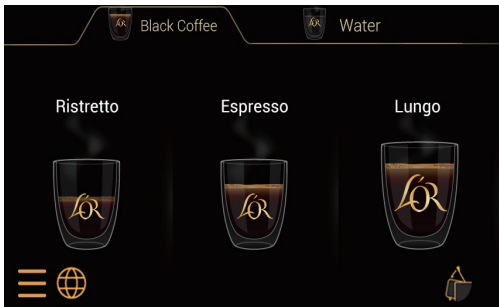 Black Coffee
Water
Ristretto
Espresso
Lungo
L'OR
L'OR
L'OR